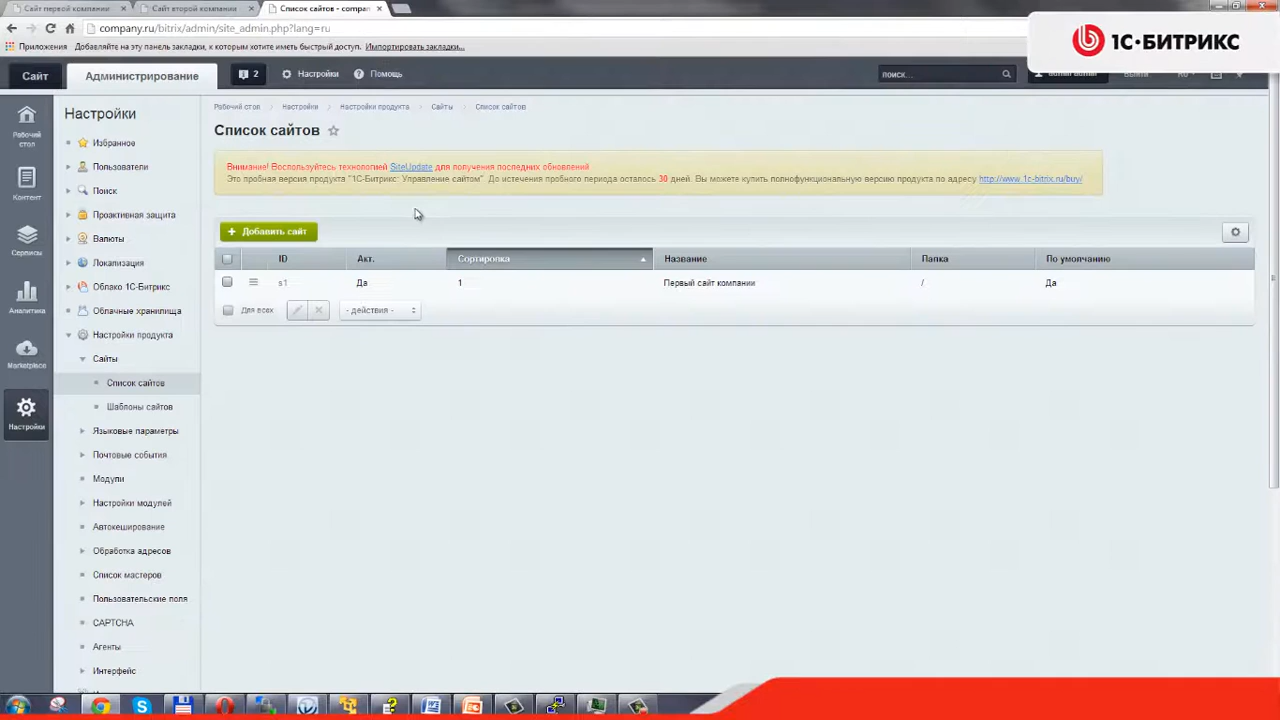 Сайт первой компании
Сайт второй компании
Список сайтов - compan
company.ru/bitrix/admin/site_admin.php?lang=ru
Приложения Добавляйте на эту панель закладки, к которым хотите иметь быстрый доступ. Импортировать закладки...
1С·БИТРИКС
Сайт Администрирование 2 Настройки Помощь поиск... admin admin Выйти
Рабочий стол
Контент
Сервисы
Аналитика
Marketplace
Настройки
Настройки
Избранное
Пользователи
Поиск
Проактивная защита
Валюты
Локализация
Облако 1С-Битрикс
Облачные хранилища
Настройки продукта
Сайты
Список сайтов
Шаблоны сайтов
Языковые параметры
Почтовые события
Модули
Настройки модулей
Автокеширование
Обработка адресов
Список мастеров
Пользовательские поля
CAPTCHA
Агенты
Интерфейс
Рабочий стол Настройки Настройки продукта Сайты Список сайтов
Список сайтов
Внимание! Воспользуйтесь технологией SiteUpdate для получения последних обновлений
Это пробная версия продукта "1С-Битрикс: Управление сайтом". До истечения пробного периода осталось 30 дней. Вы можете купить полнофункциональную версию продукта по адресу http://www.1c-bitrix.ru/buy/
+ Добавить сайт
ID Акт. Сортировка Название Папка По умолчанию
s1 Да 1 Первый сайт компании / Да
Для всех - действия -